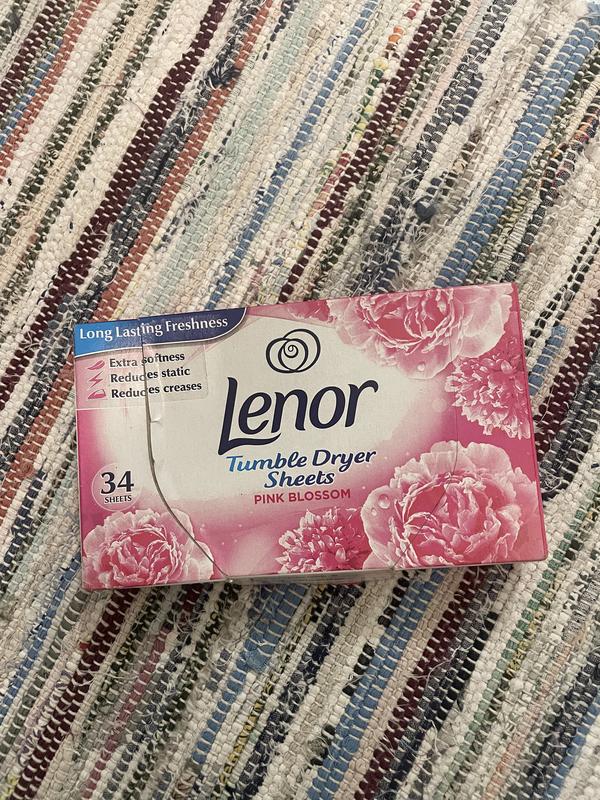 Long Lasting Freshness
Extra softness
Reduces static
Reduces creases
Lenor
Tumble Dryer
Sheets
PINK BLOSSOM
34
SHEETS